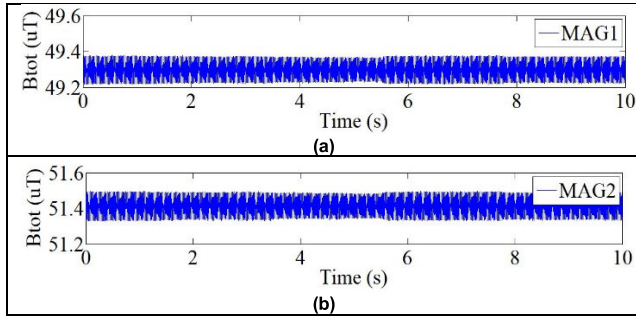 49.6
MAG1
49.4
49.2
Btot (uT)
0 2 4 6 8 10
Time (s)
(a)
51.6
MAG2
51.4
51.2
Btot (uT)
0 2 4 6 8 10
Time (s)
(b)